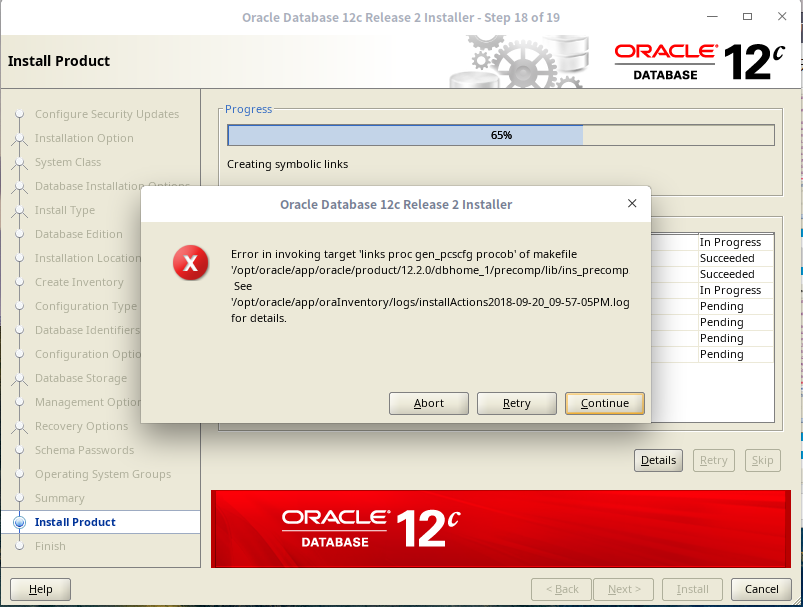 Oracle Database 12c Release 2 Installer - Step 18 of 19
Install Product
ORACLE®
DATABASE
12c
Configure Security Updates
Installation Option
System Class
Database Installation Options
Install Type
Database Edition
Installation Location
Create Inventory
Configuration Type
Database Identifiers
Configuration Optio
Database Storage
Management Option
Recovery Options
Schema Passwords
Operating System Groups
Summary
Install Product
Finish
Progress
65%
Creating symbolic links
In Progress
Succeeded
Succeeded
In Progress
Pending
Pending
Pending
Pending
Oracle Database 12c Release 2 Installer
Error in invoking target 'links proc gen_pcscfg procob' of makefile
'/opt/oracle/app/oracle/product/12.2.0/dbhome_1/precomp/lib/ins_precomp
See
'/opt/oracle/app/oraInventory/logs/installActions2018-09-20_09-57-05PM.log
for details.
Abort
Retry
Continue
Details
Retry
Skip
ORACLE®
DATABASE
12c
Help
< Back
Next >
Install
Cancel